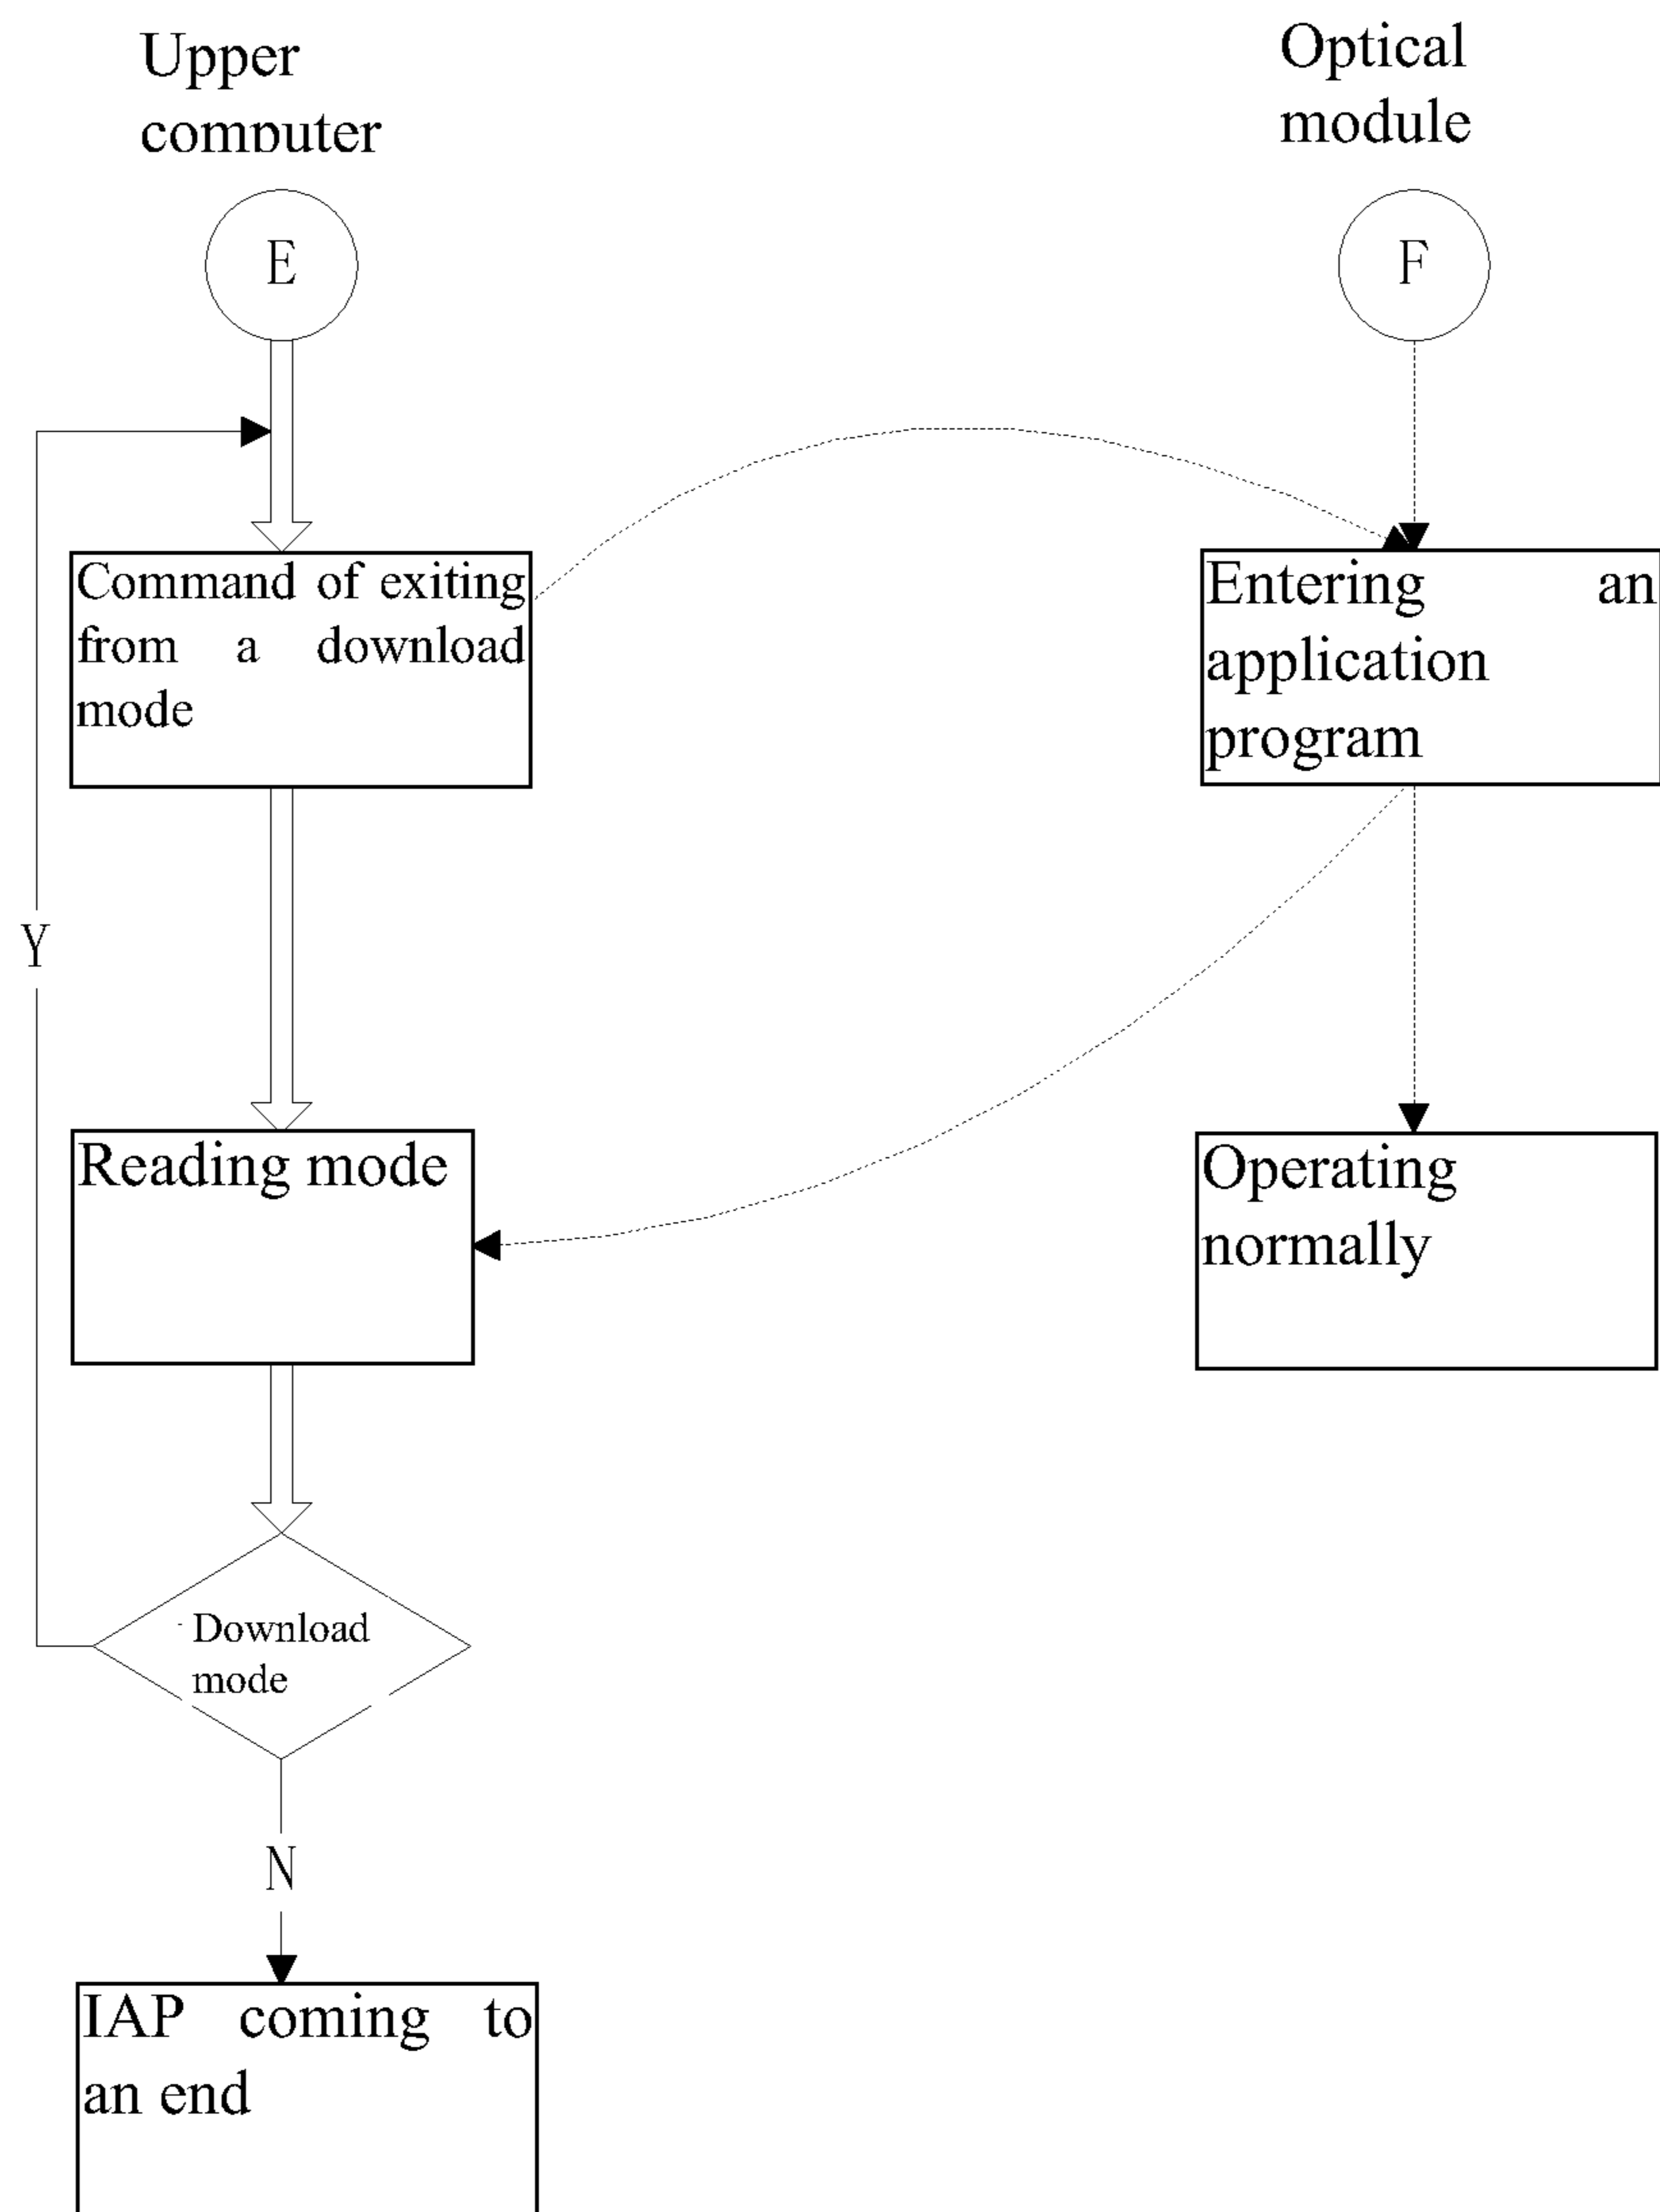 Upper
computer
Optical
module
E
F
Command of exiting
from a download
mode
Entering an
application
program
Y
Reading mode
Operating
normally
Download
mode
N
IAP coming to
an end